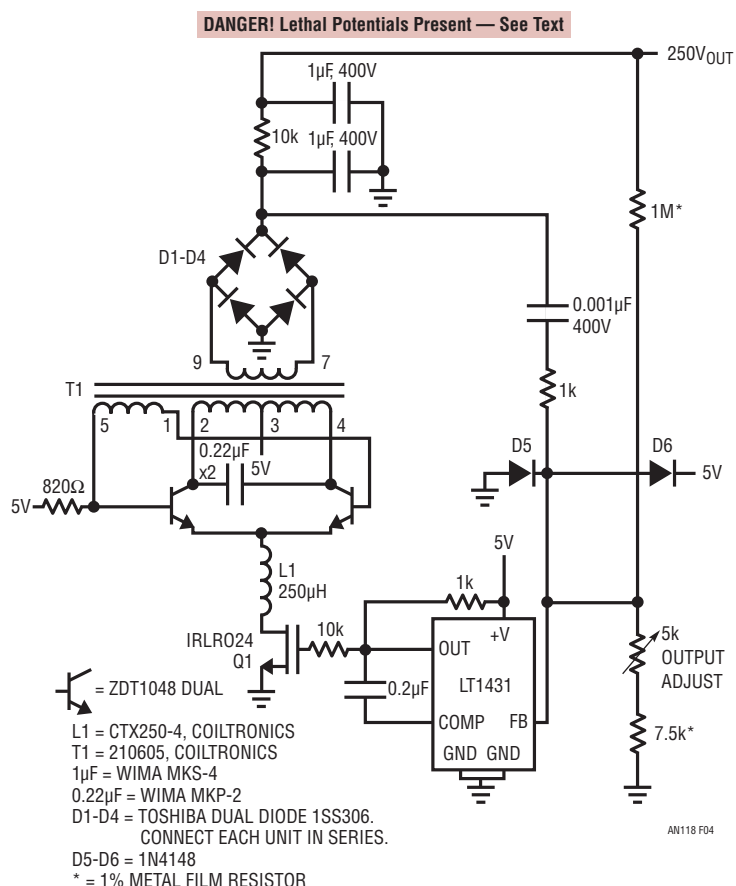 DANGER! Lethal Potentials Present — See Text
250VOUT
1µF, 400V
10k
1µF, 400V
1M*
D1-D4
0.001µF
400V
9
7
T1
1k
5
1
2
3
4
0.22µF
x2
5V
D5
D6
5V
820Ω
5V
5V
L1
250µH
1k
+V
IRLRO24
Q1
10k
OUT
5k
OUTPUT
ADJUST
0.2µF
LT1431
COMP
FB
7.5k*
GND GND
= ZDT1048 DUAL
L1 = CTX250-4, COILTRONICS
T1 = 210605, COILTRONICS
1µF = WIMA MKS-4
0.22µF = WIMA MKP-2
D1-D4 = TOSHIBA DUAL DIODE 1SS306.
CONNECT EACH UNIT IN SERIES.
D5-D6 = 1N4148
* = 1% METAL FILM RESISTOR
AN118 F04